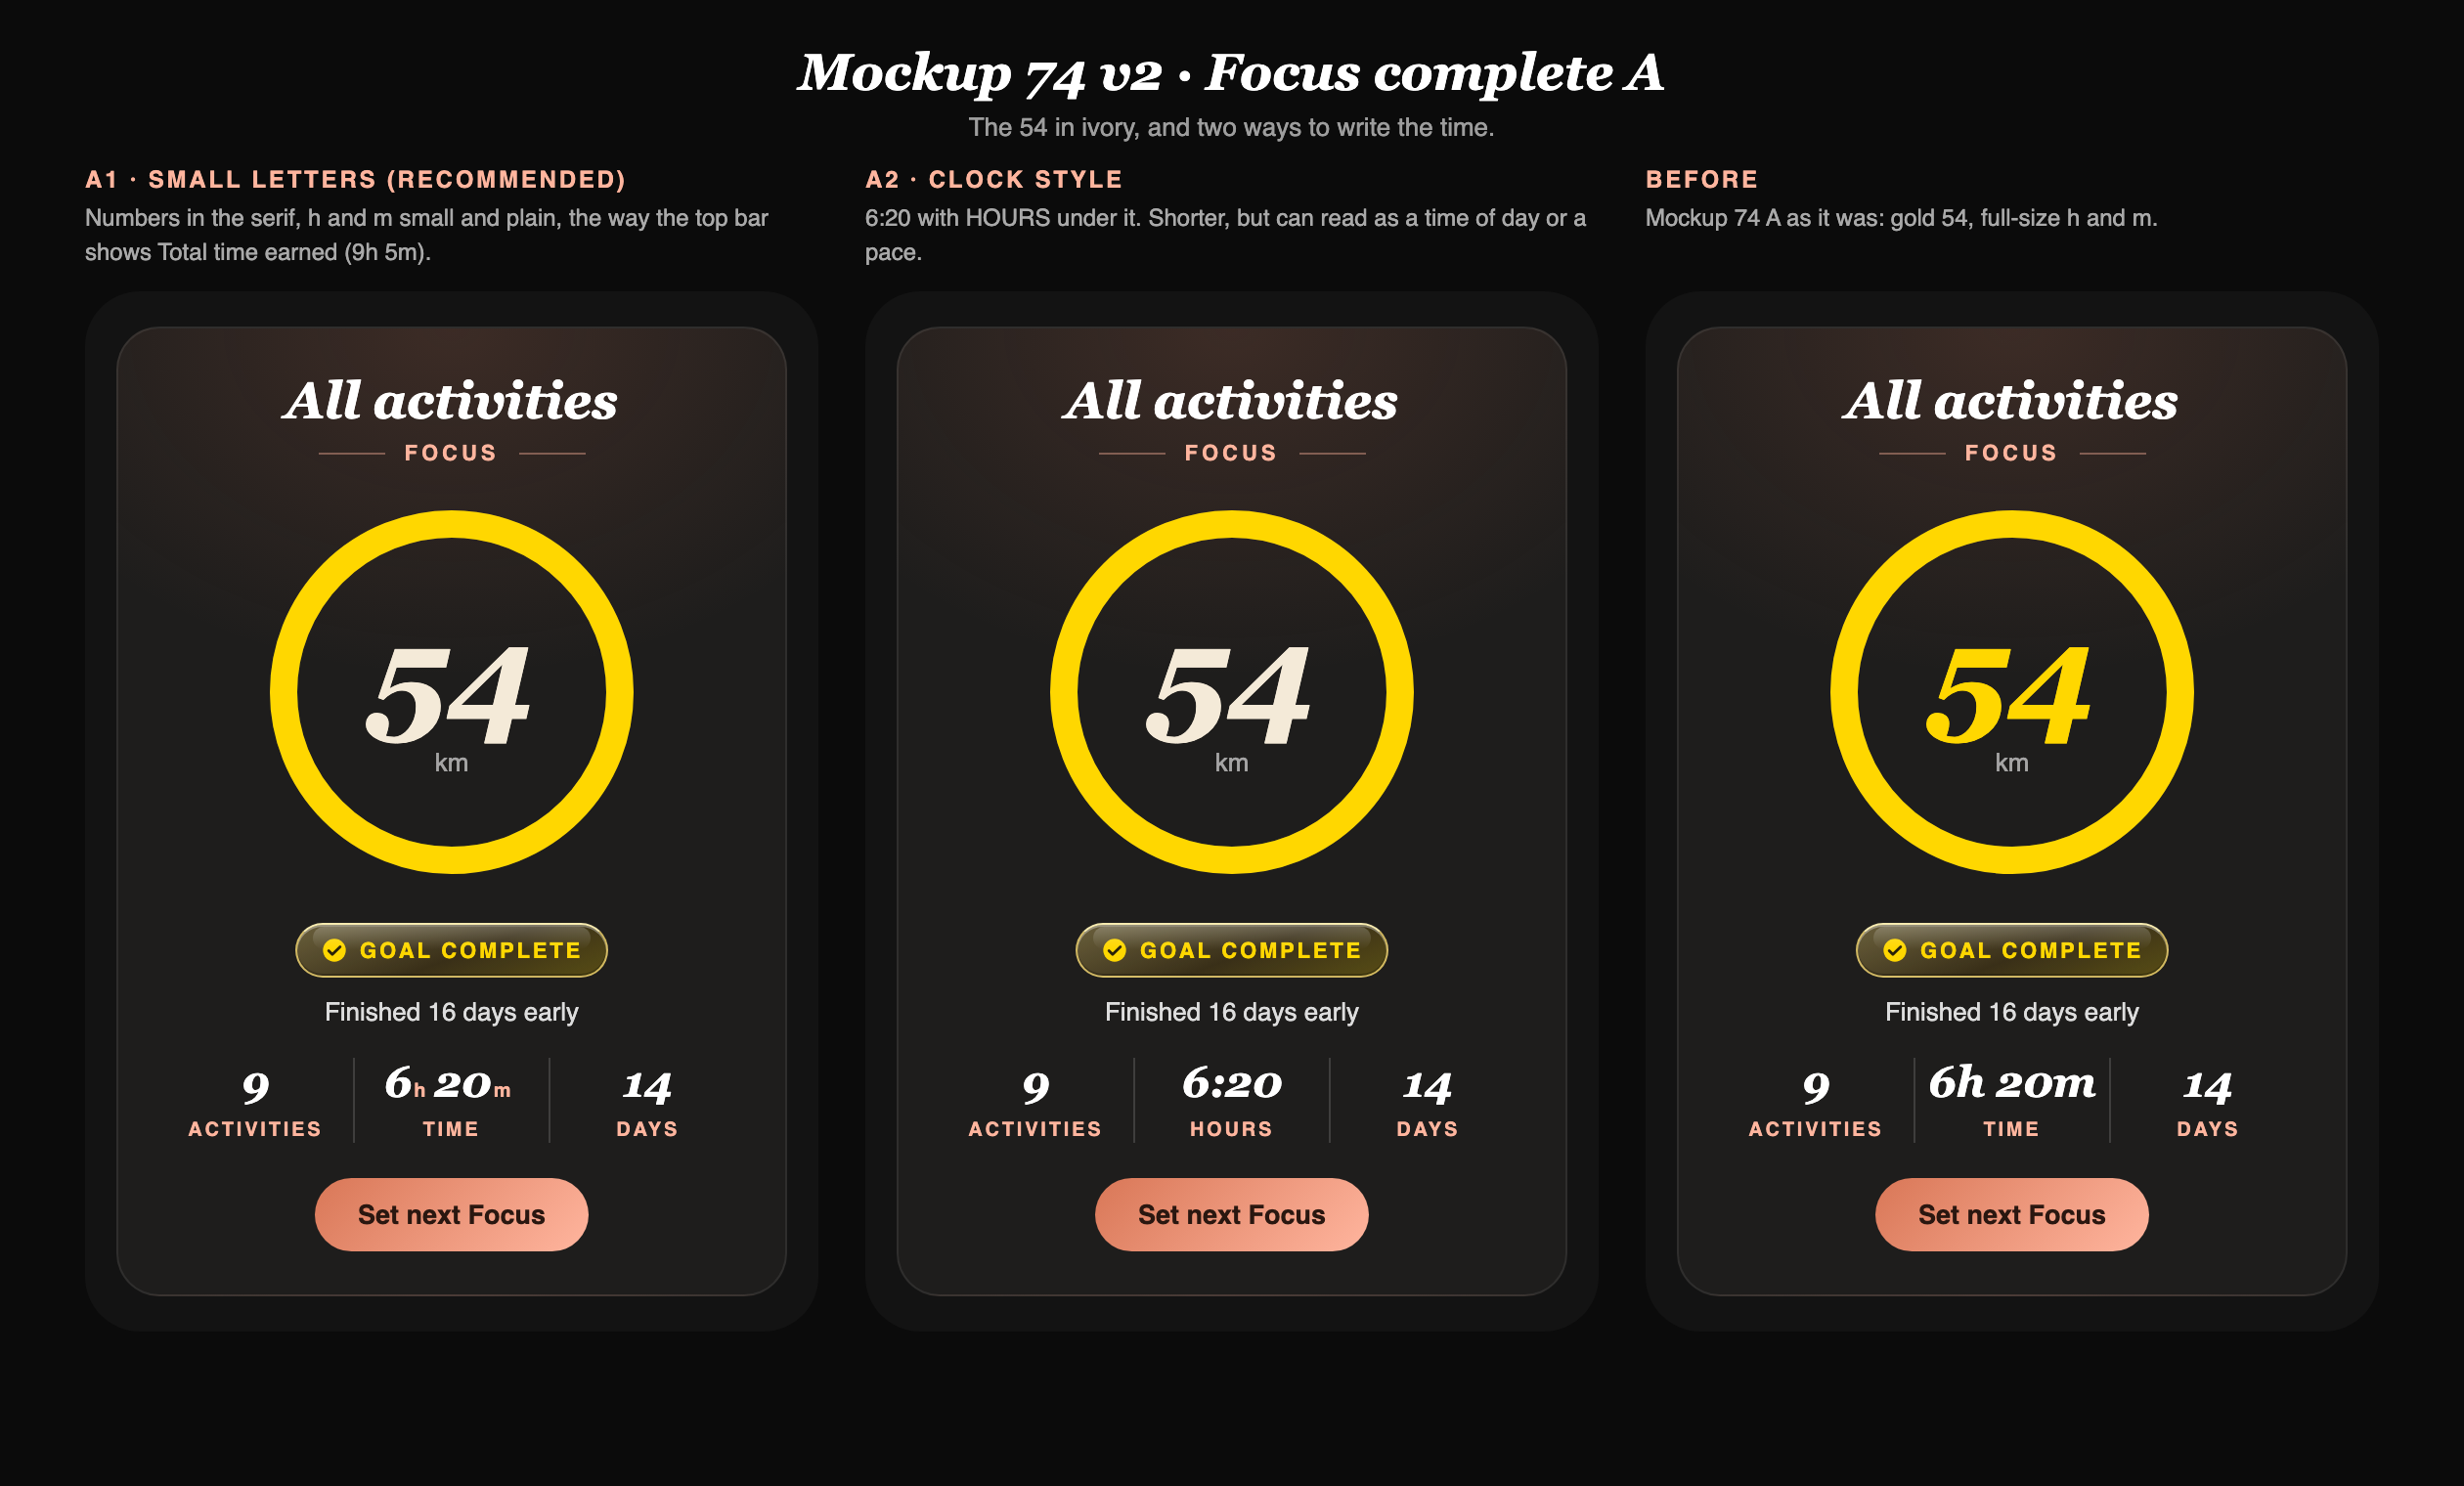 Mockup 74 v2 · Focus complete A
The 54 in ivory, and two ways to write the time.
A1 · SMALL LETTERS (RECOMMENDED)
Numbers in the serif, h and m small and plain, the way the top bar
shows Total time earned (9h 5m).
All activities
FOCUS
54
km
GOAL COMPLETE
Finished 16 days early
9
ACTIVITIES
6h 20m
TIME
14
DAYS
Set next Focus
A2 · CLOCK STYLE
6:20 with HOURS under it. Shorter, but can read as a time of day or a
pace.
All activities
FOCUS
54
km
GOAL COMPLETE
Finished 16 days early
9
ACTIVITIES
6:20
HOURS
14
DAYS
Set next Focus
BEFORE
Mockup 74 A as it was: gold 54, full-size h and m.
All activities
FOCUS
54
km
GOAL COMPLETE
Finished 16 days early
9
ACTIVITIES
6h 20m
TIME
14
DAYS
Set next Focus